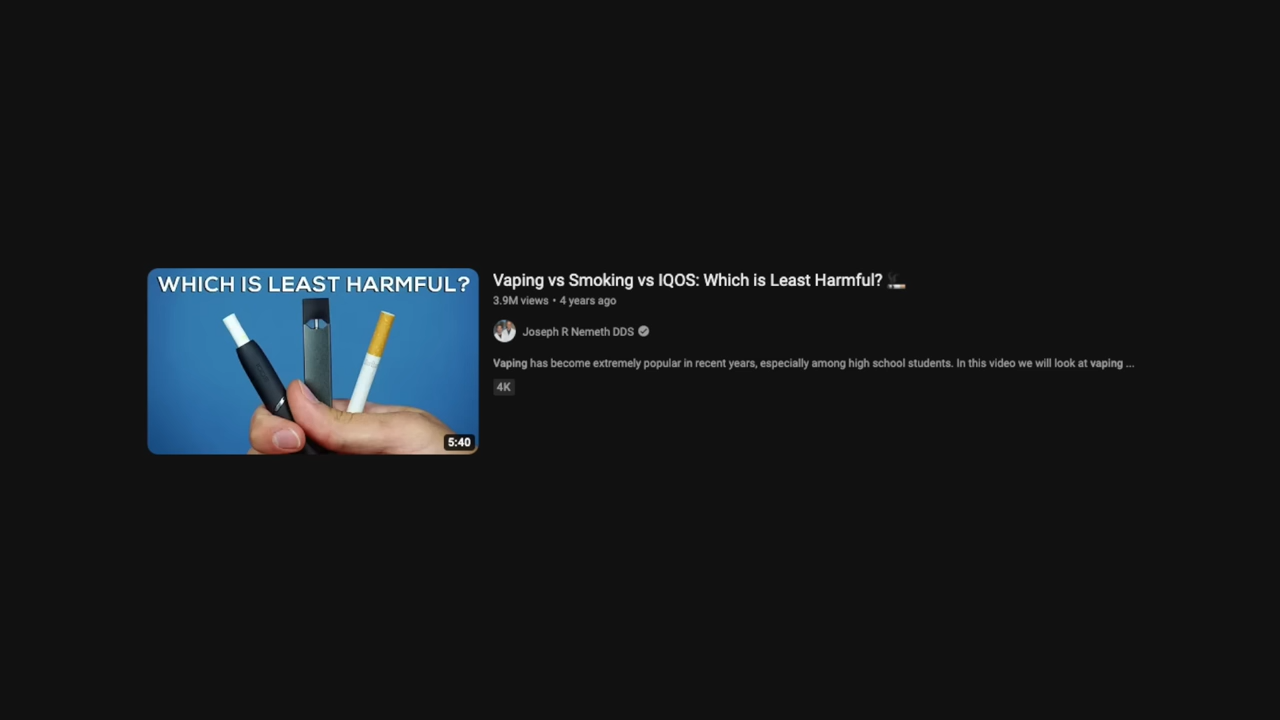 WHICH IS LEAST HARMFUL?
5:40
Vaping vs Smoking vs IQOS: Which is Least Harmful? 🚬
3.9M views • 4 years ago
Joseph R Nemeth DDS
Vaping has become extremely popular in recent years, especially among high school students. In this video we will look at vaping ...
4K